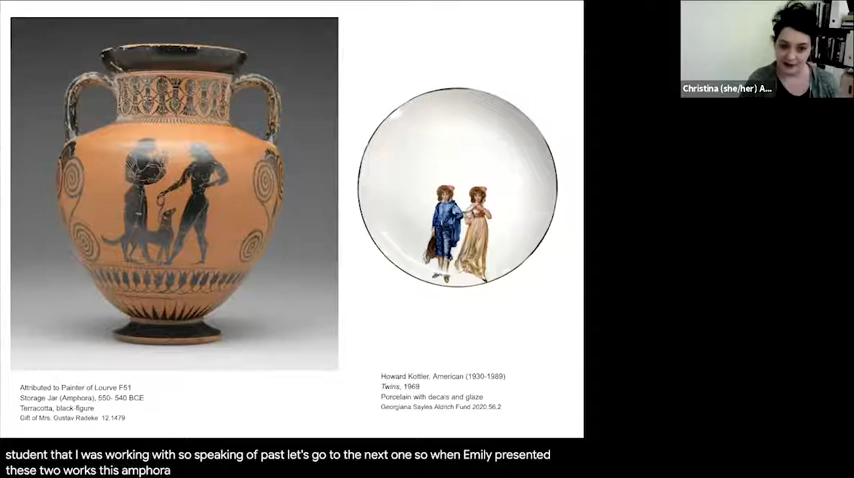 Christina (she/her) A...
Attributed to Painter of Lourve F51
Storage Jar (Amphora), 550- 540 BCE
Terracotta, black-figure
Gift of Mrs. Gustav Radeke 12.1479
Howard Kottler, American (1930-1989)
Twins, 1968
Porcelain with decals and glaze
Georgiana Sayles Aldrich Fund 2020.56.2
student that I was working with so speaking of past let's go to the next one so when Emily presented
these two works this amphora